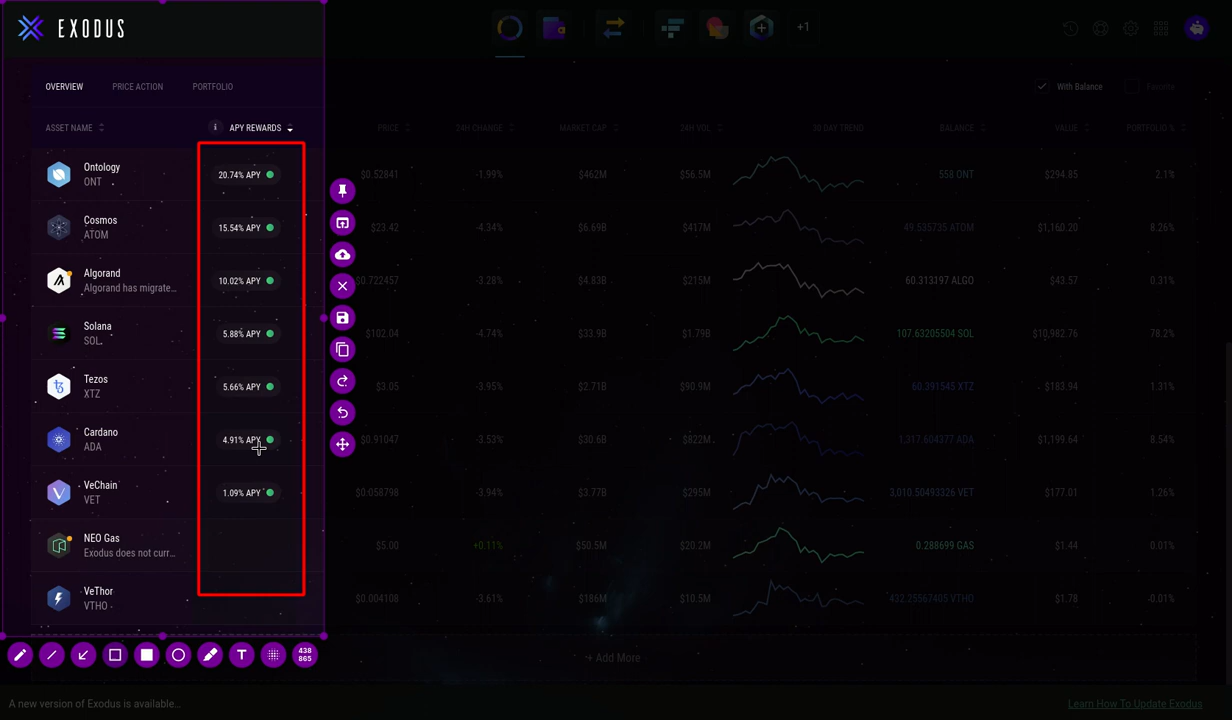 EXODUS
+1
OVERVIEW PRICE ACTION PORTFOLIO
With Balance Favorite
ASSET NAME i APY REWARDS PRICE 24H CHANGE MARKET CAP 24H VOL 30 DAY TREND BALANCE VALUE PORTFOLIO %
Ontology
ONT
20.74% APY $0.52841 -1.99% $462M $56.5M 558 ONT $294.85 2.1%
Cosmos
ATOM
15.54% APY $23.42 -4.34% $6.69B $417M 49.535735 ATOM $1,160.20 8.26%
Algorand
Algorand has migrate...
10.02% APY $0.722457 -3.28% $4.83B $215M 60.313197 ALGO $43.57 0.31%
Solana
SOL
5.88% APY $102.04 -4.74% $33.9B $1.79B 107.63205504 SOL $10,982.76 78.2%
Tezos
XTZ
5.66% APY $3.05 -3.95% $2.71B $90.9M 60.391545 XTZ $183.94 1.31%
Cardano
ADA
4.91% APY $0.91047 -3.53% $30.6B $822M 1,317.604377 ADA $1,199.64 8.54%
VeChain
VET
1.09% APY $0.058798 -3.94% $3.77B $295M 3,010.50493326 VET $177.01 1.26%
NEO Gas
Exodus does not curr...
$5.00 +0.11% $50.5M $20.2M 0.288699 GAS $1.44 0.01%
VeThor
VTHO
$0.004108 -3.61% $186M $10.5M 432.25567405 VTHO $1.78 0.01%
T
438
865
+ Add More
A new version of Exodus is available... Learn How To Update Exodus